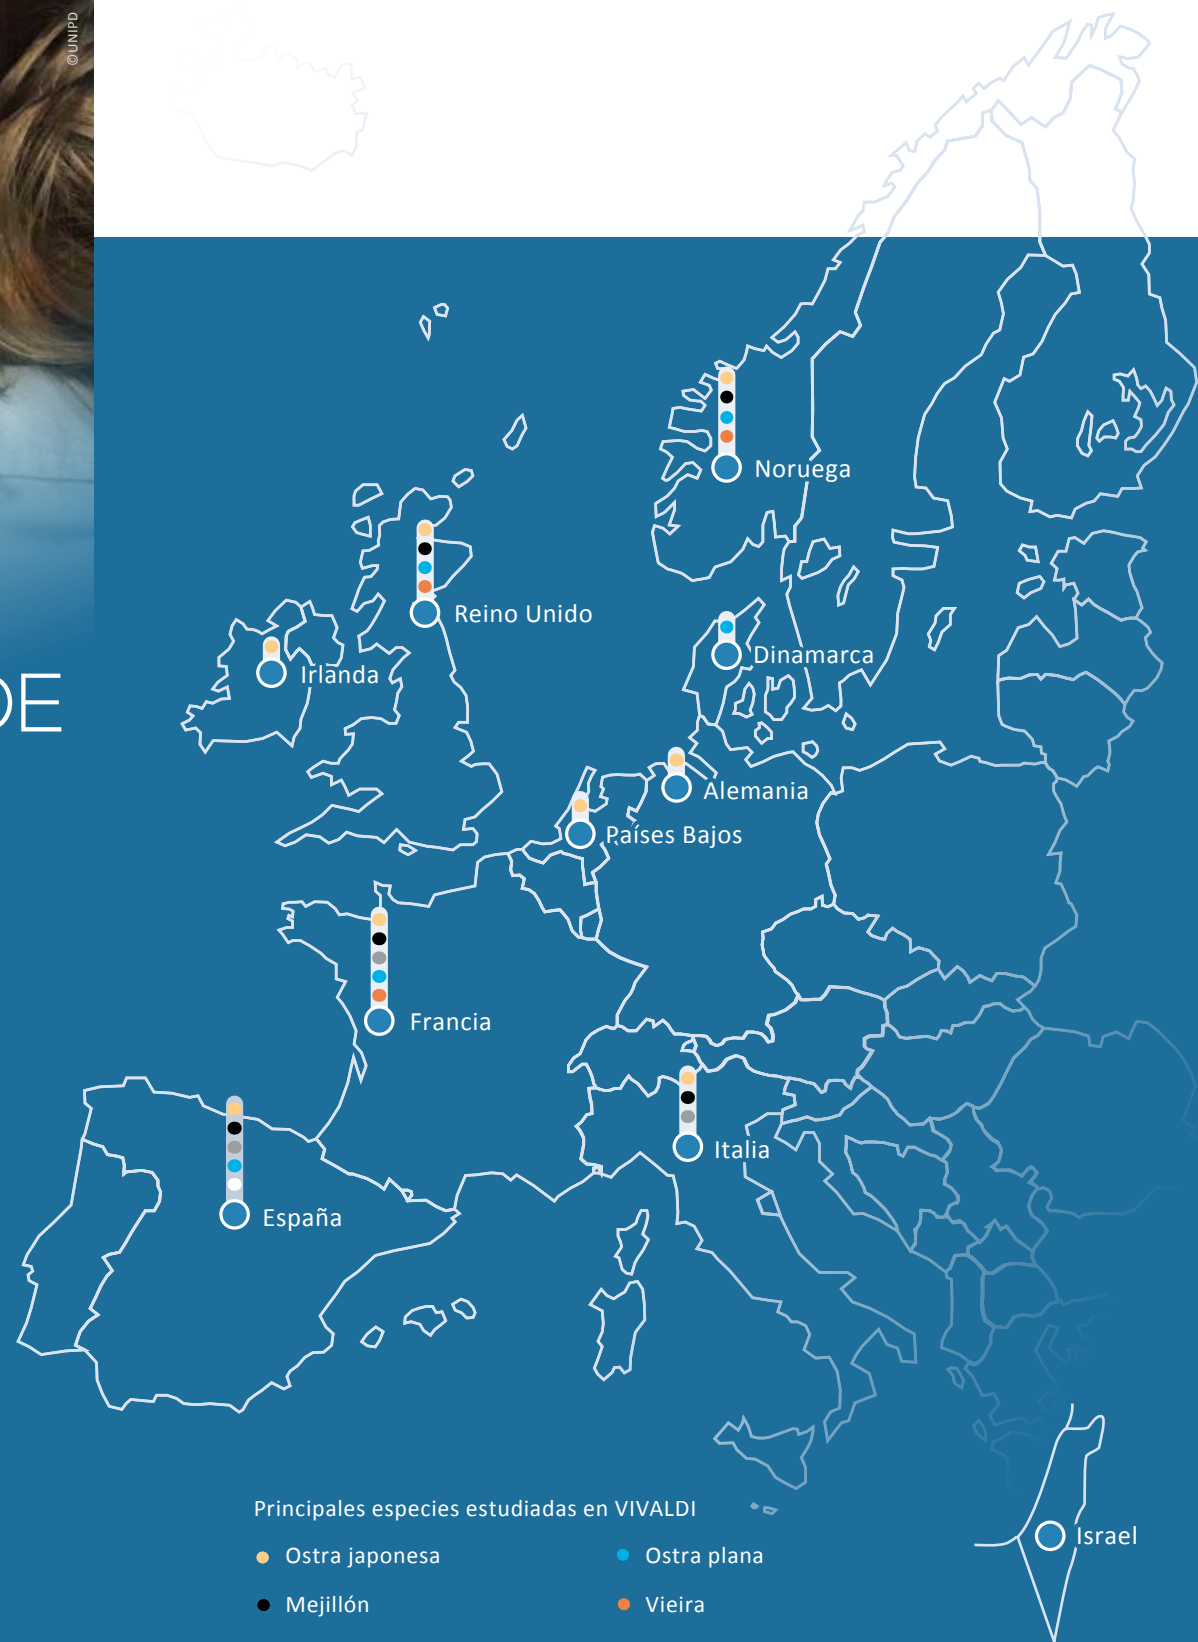 ©UNIPD
DE
Noruega
Reino Unido
Dinamarca
Irlanda
Alemania
Países Bajos
Francia
Italia
España
Principales especies estudiadas en VIVALDI
Ostra japonesa
Ostra plana
Israel
Mejillón
Vieira